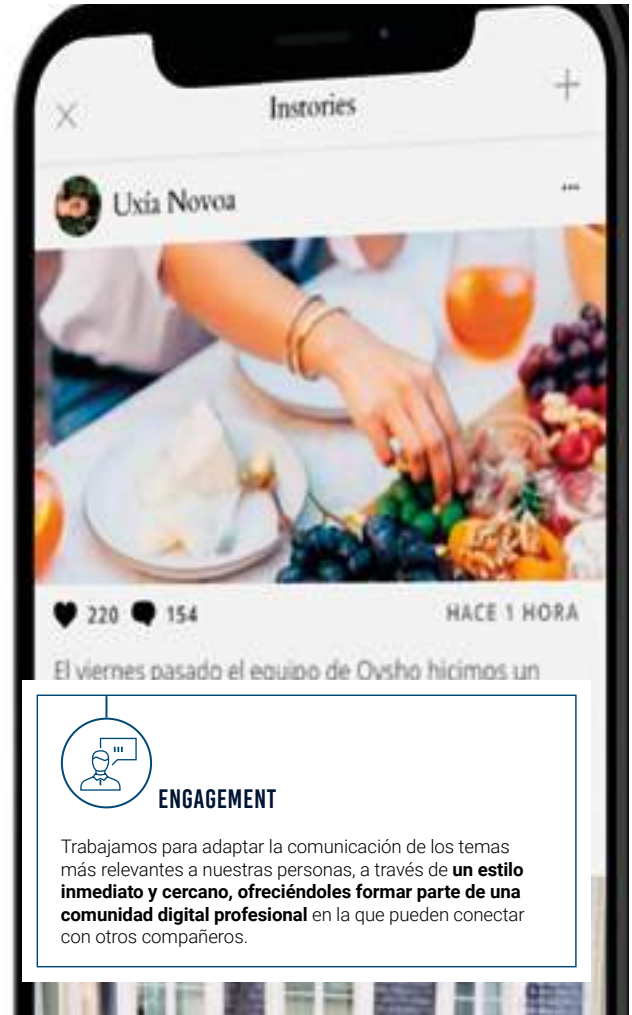 Instories
Uxía Novoa
220 154 HACE 1 HORA
El viernes pasado el equipo de Oysho hicimos un
ENGAGEMENT
Trabajamos para adaptar la comunicación de los temas
más relevantes a nuestras personas, a través de un estilo
inmediato y cercano, ofreciéndoles formar parte de una
comunidad digital profesional en la que pueden conectar
con otros compañeros.